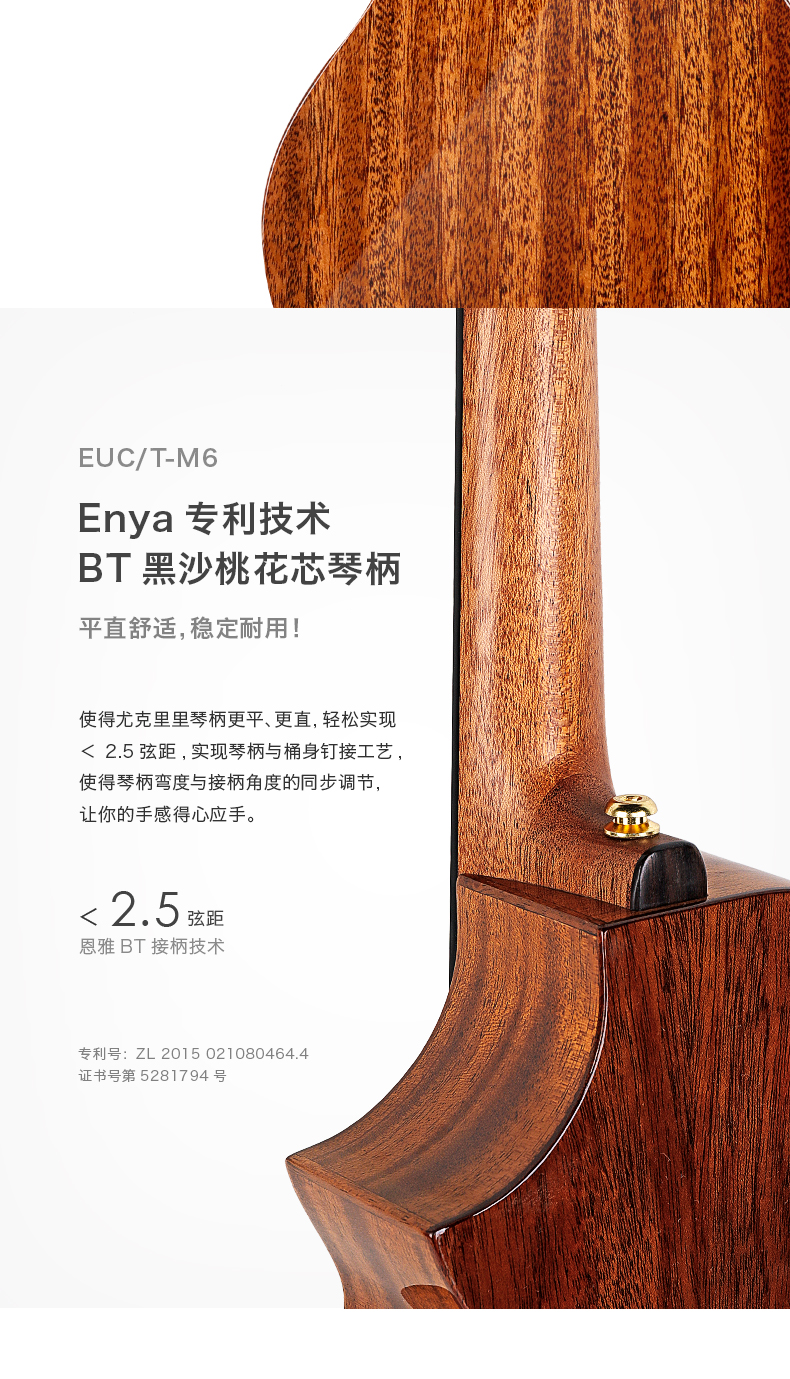 EUC/T-M6
Enya 专利技术
BT 黑沙桃花芯琴柄
平直舒适,稳定耐用!
使得尤克里里琴柄更平、更直,轻松实现
< 2.5 弦距,实现琴柄与桶身钉接工艺,
使得琴柄弯度与接柄角度的同步调节,
让你的手感得心应手。
< 2.5 弦距
恩雅 BT 接柄技术
专利号: ZL 2015 021080464.4
证书号第 5281794 号